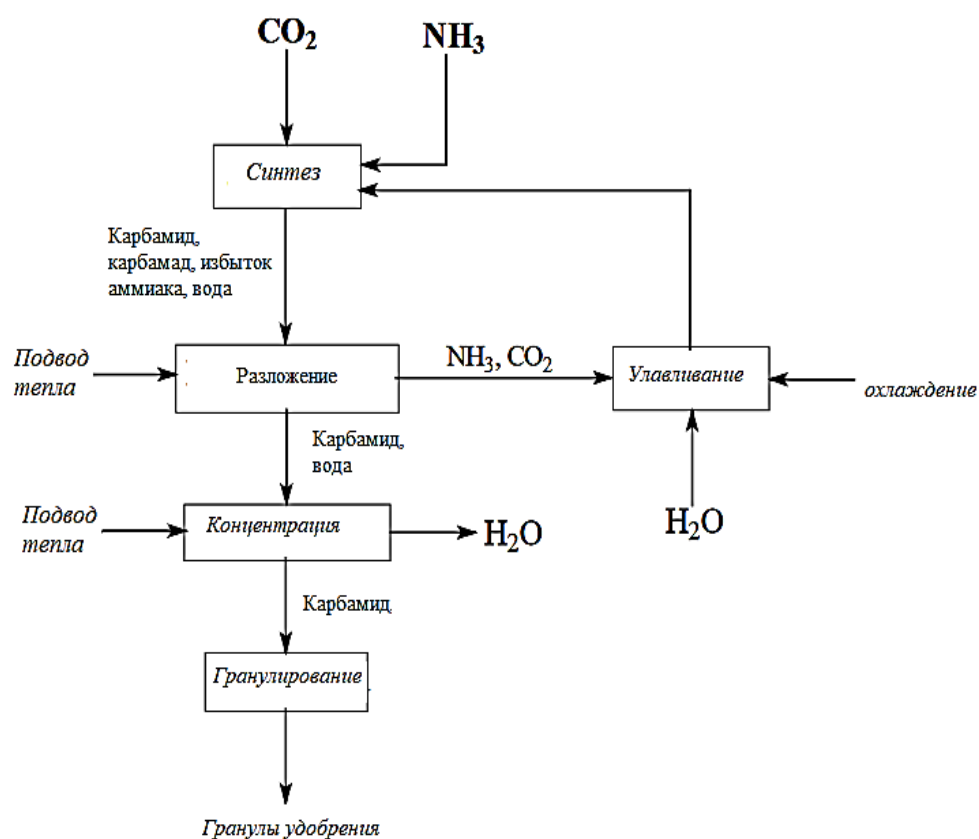 CO₂
NH₃
Синтез
Карбамид,
карбамад, избыток
аммиака, вода
Подвод
тепла
Разложение
NH₃, CO₂
Улавливание
охлаждение
Карбамид,
вода
Подвод
тепла
Концентрация
H₂O
H₂O
Карбамид,
Гранулирование
Гранулы удобрения